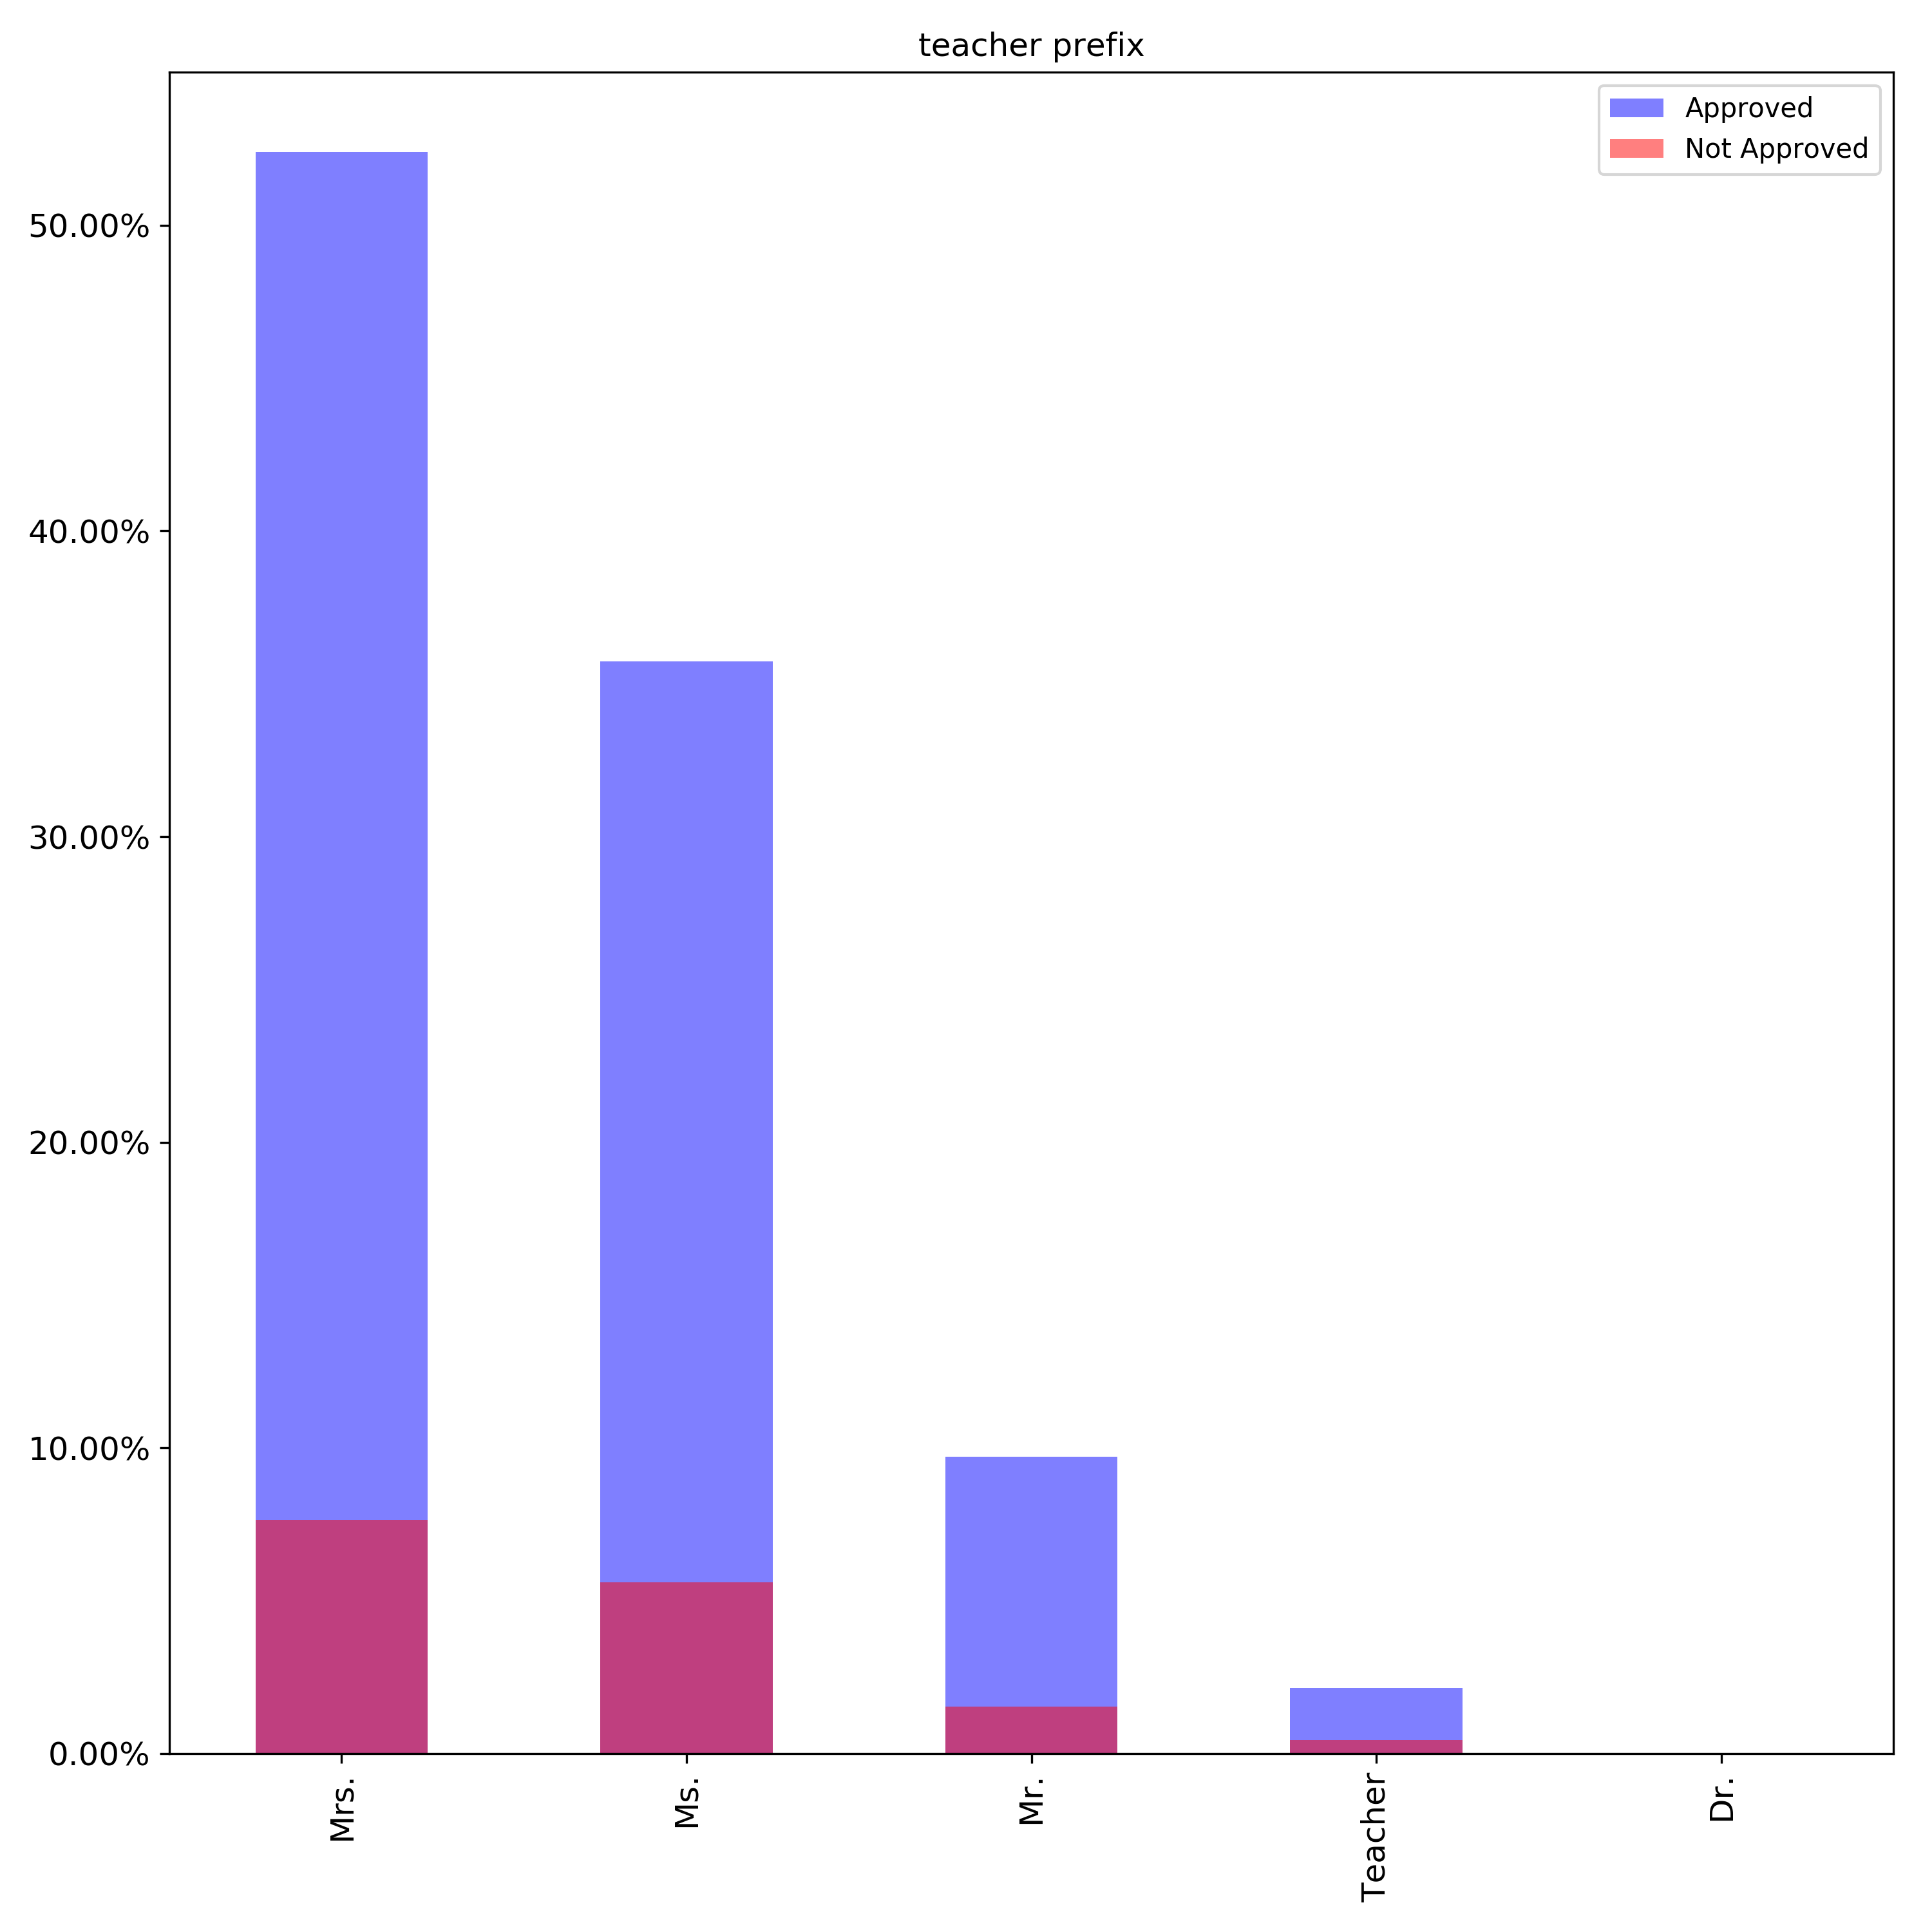 teacher prefix
Approved
Not Approved
50.00%
40.00%
30.00%
20.00%
10.00%
0.00%
Mrs.
Ms.
Mr.
Teacher
Dr.